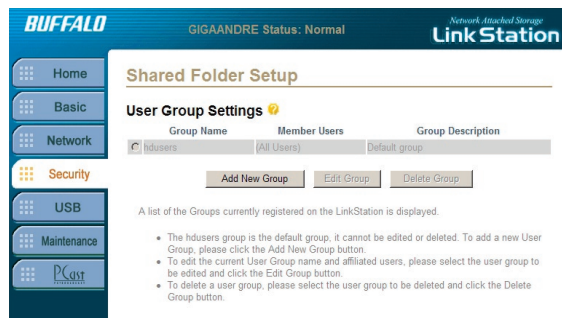 BUFFALO
GIGAANDRE Status: Normal
Network Attached Storage
LinkStation
Home
Basic
Network
Security
USB
Maintenance
PCast
Shared Folder Setup
User Group Settings
Group Name Member Users Group Description
hdusers (All Users) Default group
Add New Group Edit Group Delete Group
A list of the Groups currently registered on the LinkStation is displayed.
• The hdusers group is the default group, it cannot be edited or deleted. To add a new User
Group, please click the Add New Group button.
• To edit the current User Group name and affiliated users, please select the user group to
be edited and click the Edit Group button.
• To delete a user group, please select the user group to be deleted and click the Delete
Group button.